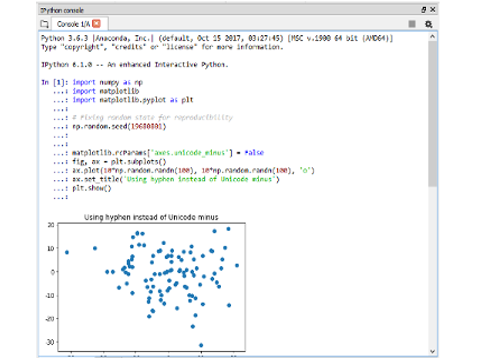 IPython console
Console 1/A
Python 3.6.3 |Anaconda, Inc.| (default, Oct 15 2017, 03:27:45) [MSC v.1900 64 bit (AMD64)]
Type "copyright", "credits" or "license" for more information.
IPython 6.1.0 -- An enhanced Interactive Python.
In [1]: import numpy as np
...: import matplotlib
...: import matplotlib.pyplot as plt
...:
...: # Fixing random state for reproducibility
...: np.random.seed(19680801)
...:
...:
...: matplotlib.rcParams['axes.unicode_minus'] = False
...: fig, ax = plt.subplots()
...: ax.plot(10*np.random.randn(100), 10*np.random.randn(100), 'o')
...: ax.set_title('Using hyphen instead of Unicode minus')
...: plt.show()
...:
Using hyphen instead of Unicode minus
20
10
0
-10
-20
-30